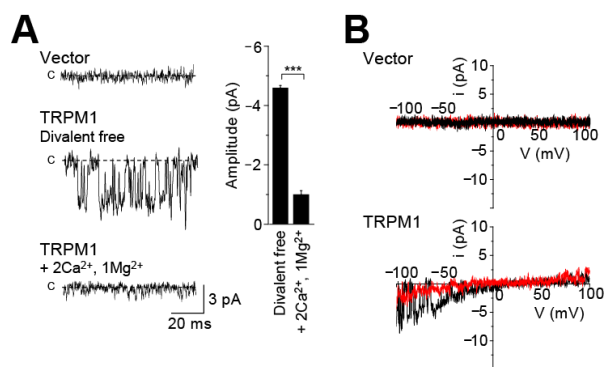 A
Vector
c
TRPM1
Divalent free
c
TRPM1
+ 2Ca²⁺, 1Mg²⁺
c
3 pA
20 ms
Amplitude (pA)
−6
−4
−2
0
***
Divalent free
+ 2Ca²⁺, 1Mg²⁺
B
Vector
i (pA)
10
5
−100 −50
0 50 100
V (mV)
−5
−10
TRPM1
i (pA)
10
5
−100 −50
0 50 100
V (mV)
−5
−10